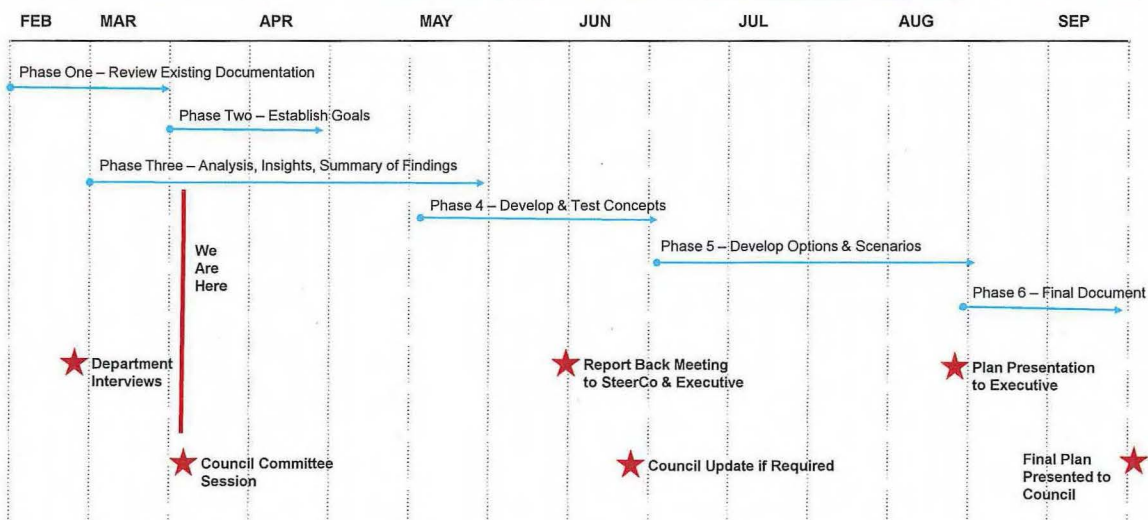 FEB MAR APR MAY JUN JUL AUG SEP
Phase One – Review Existing Documentation
Phase Two – Establish Goals
Phase Three – Analysis, Insights, Summary of Findings
Phase 4 – Develop & Test Concepts
We
Are
Here
Phase 5 – Develop Options & Scenarios
Phase 6 – Final Document
Department
Interviews
Report Back Meeting
to SteerCo & Executive
Plan Presentation
to Executive
Council Committee
Session
Council Update if Required
Final Plan
Presented to
Council